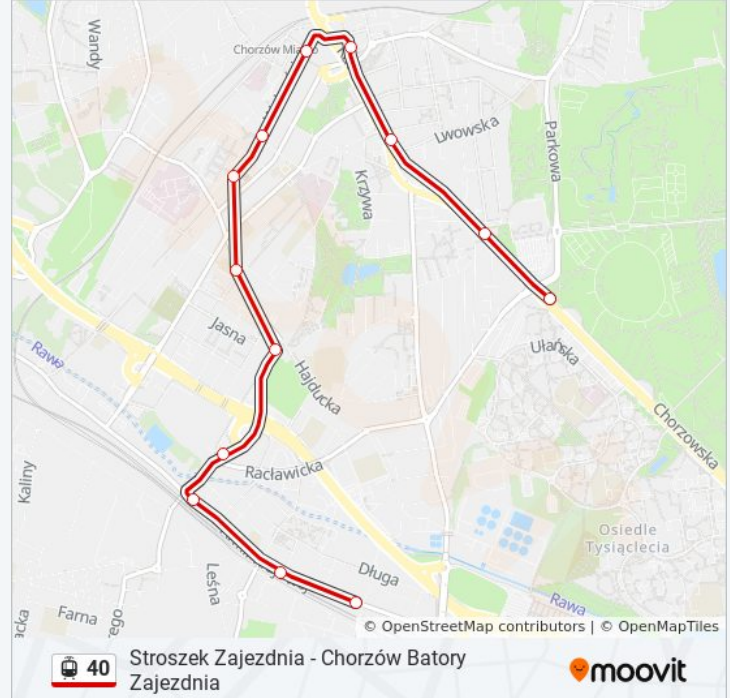 Wandy
Chorzów Mia
Lwowska
Parkowa
Krzywa
Jasna
Rawa
Hajducka
Ułańska
Chorzowska
Racławicka
Kaliny
Osiedle
Tysiąclecia
Długa
Leśna
Rawa
Farna
© OpenStreetMap contributors | © OpenMapTiles
40
Stroszek Zajezdnia - Chorzów Batory
Zajezdnia
moovit